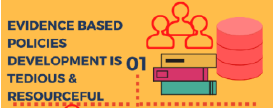 EVIDENCE BASED
POLICIES
DEVELOPMENT IS
TEDIOUS &
RESOURCEFUL
01